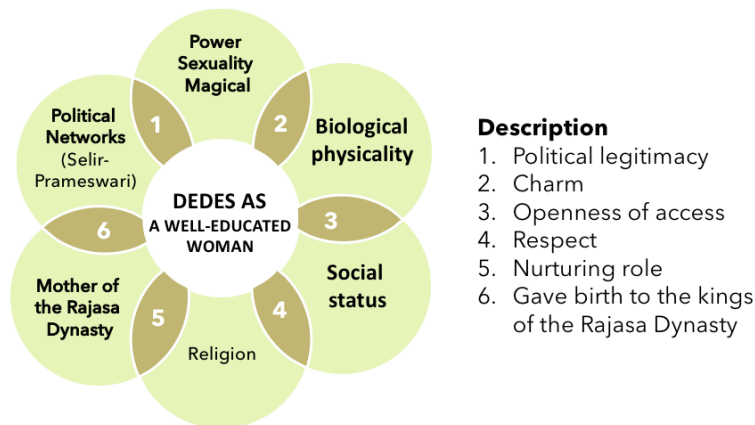 Power
Sexuality
Magical
1
2
Political
Networks
(Selir-
Prameswari)
Biological
physicality
DEDES AS
A WELL-EDUCATED
WOMAN
3
6
Mother of
the Rajasa
Dynasty
Social
status
5
4
Religion
Description
1. Political legitimacy
2. Charm
3. Openness of access
4. Respect
5. Nurturing role
6. Gave birth to the kings
of the Rajasa Dynasty